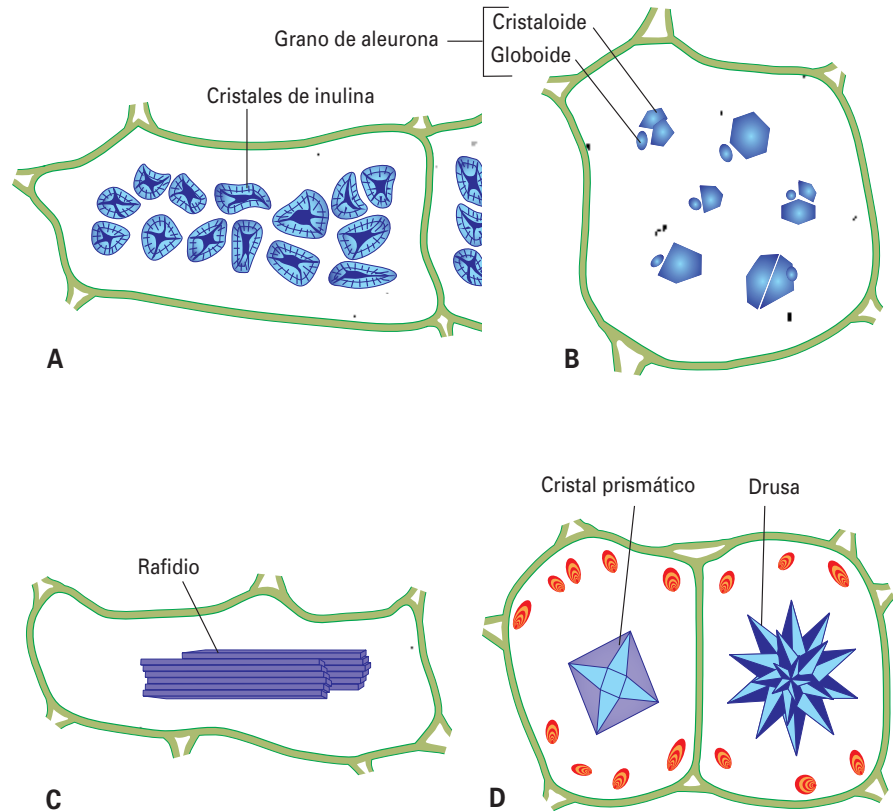 Grano de aleurona
Cristaloide
Globoide
Cristales de inulina
A
B
Rafidio
Cristal prismático
Drusa
C
D